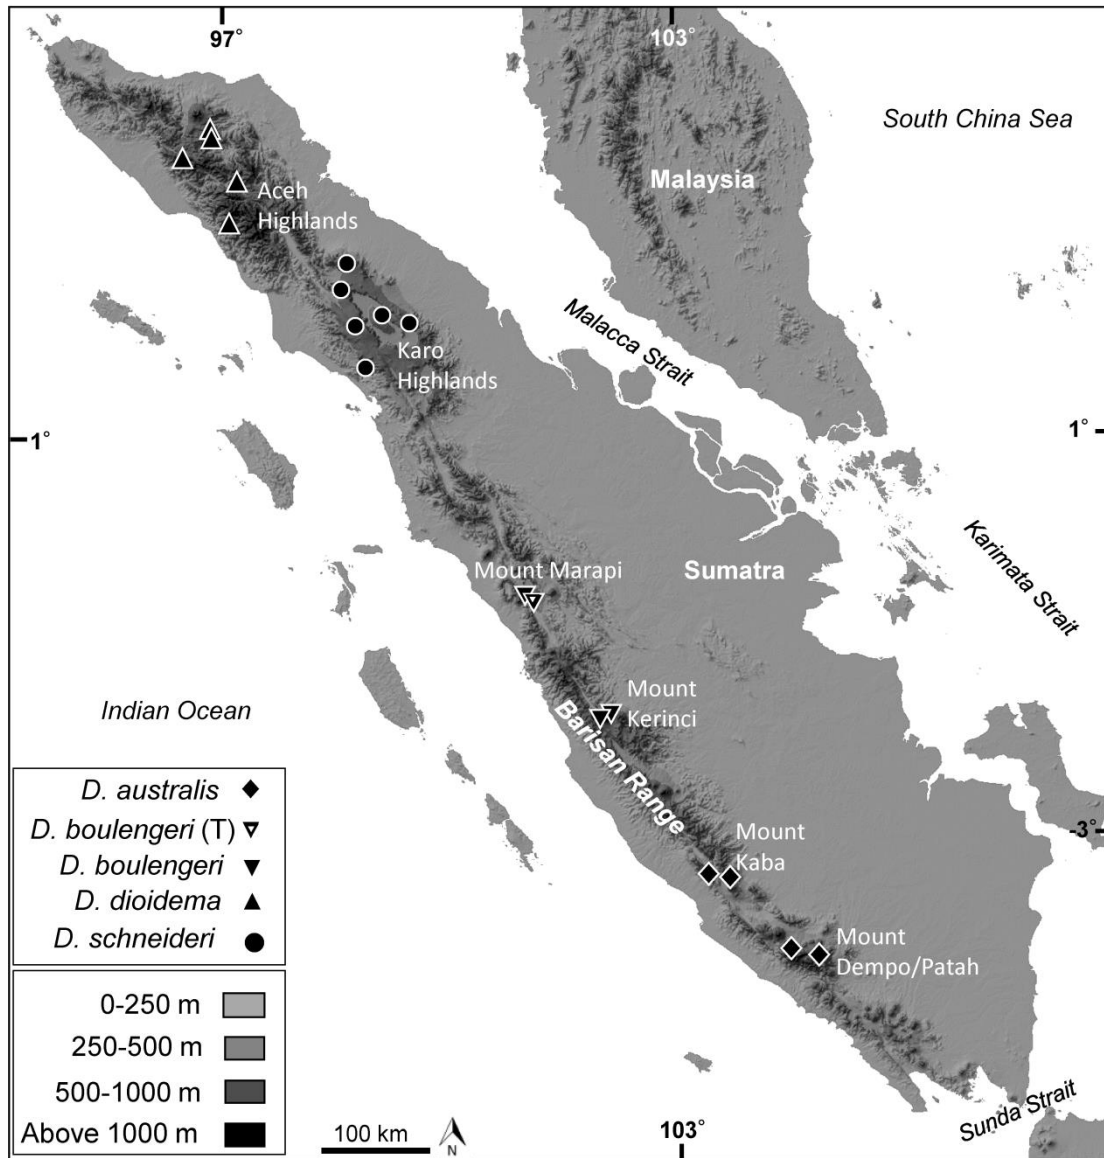 97°
103°
South China Sea
Malaysia
Aceh
Highlands
Malacca Strait
Karo
Highlands
1°
1°
Karimata Strait
Mount Marapi
Sumatra
Indian Ocean
Mount
Kerinci
Barisan Range
D. australis
D. boulengeri (T)
D. boulengeri
D. dioidema
D. schneideri
-3°
Mount
Kaba
Mount
Dempo/Patah
0-250 m
250-500 m
500-1000 m
Above 1000 m
100 km
N
103°
Sunda Strait